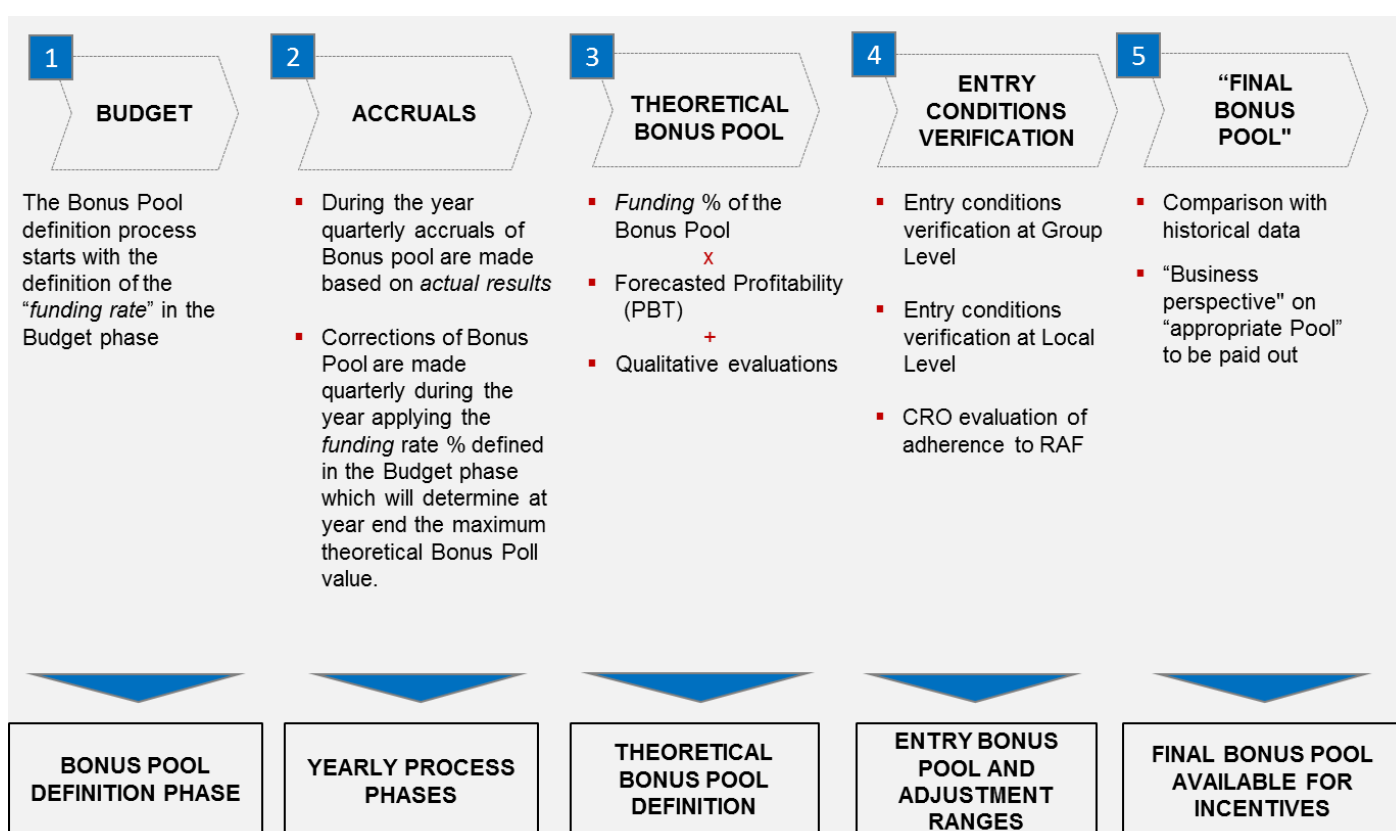 1
BUDGET
The Bonus Pool
definition process
starts with the
definition of the
“funding rate” in the
Budget phase
BONUS POOL
DEFINITION PHASE
2
ACCRUALS
▪ During the year
quarterly accruals of
Bonus pool are made
based on actual results
▪ Corrections of Bonus
Pool are made
quarterly during the
year applying the
funding rate % defined
in the Budget phase
which will determine at
year end the maximum
theoretical Bonus Poll
value.
YEARLY PROCESS
PHASES
3
THEORETICAL
BONUS POOL
▪ Funding % of the
Bonus Pool
x
▪ Forecasted Profitability
(PBT)
+
▪ Qualitative evaluations
THEORETICAL
BONUS POOL
DEFINITION
4
ENTRY
CONDITIONS
VERIFICATION
▪ Entry conditions
verification at Group
Level
▪ Entry conditions
verification at Local
Level
▪ CRO evaluation of
adherence to RAF
ENTRY BONUS
POOL AND
ADJUSTMENT
RANGES
5
“FINAL
BONUS
POOL"
▪ Comparison with
historical data
▪ “Business
perspective" on
“appropriate Pool”
to be paid out
FINAL BONUS POOL
AVAILABLE FOR
INCENTIVES